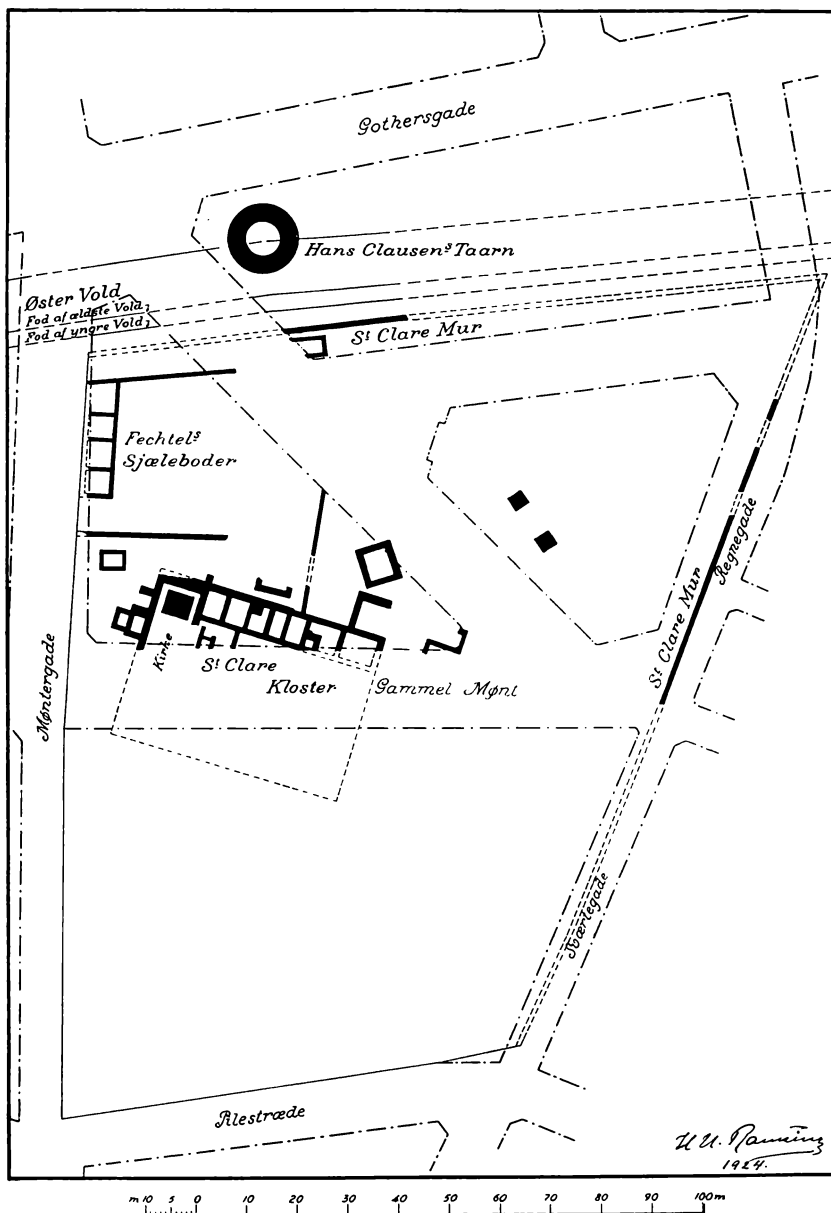 Gothersgade
Hans Clausenˢ Taarn
Øster Vold
Fod af ældste Vold
Fod af yngre Vold
Sᵗ Clare Mur
Fechtelˢ
Sjæleboder
Regnegade
Sᵗ Clare Mur
Kirke
Sᵗ Clare
Kloster
Gammel Mønt
Møntergade
Sværtegade
Pilestræde
1924.
m 10 5 0 10 20 30 40 50 60 70 80 90 100 m